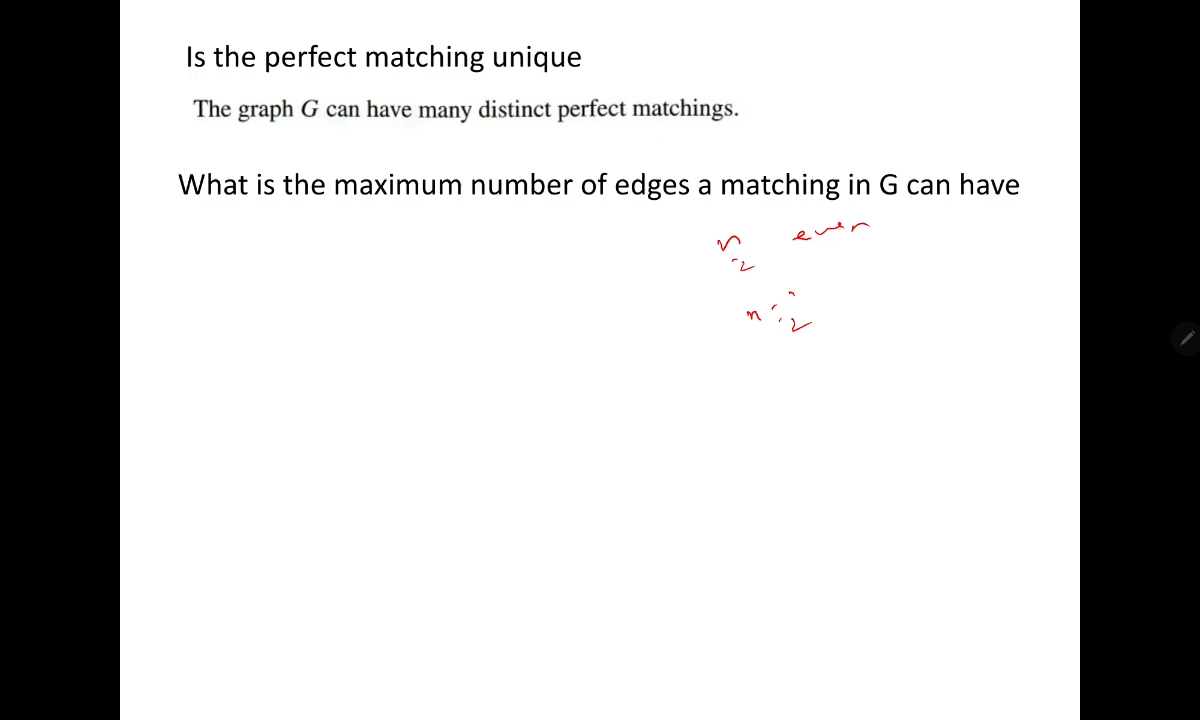 Is the perfect matching unique
The graph G can have many distinct perfect matchings.
What is the maximum number of edges a matching in G can have
n even
2
n
2